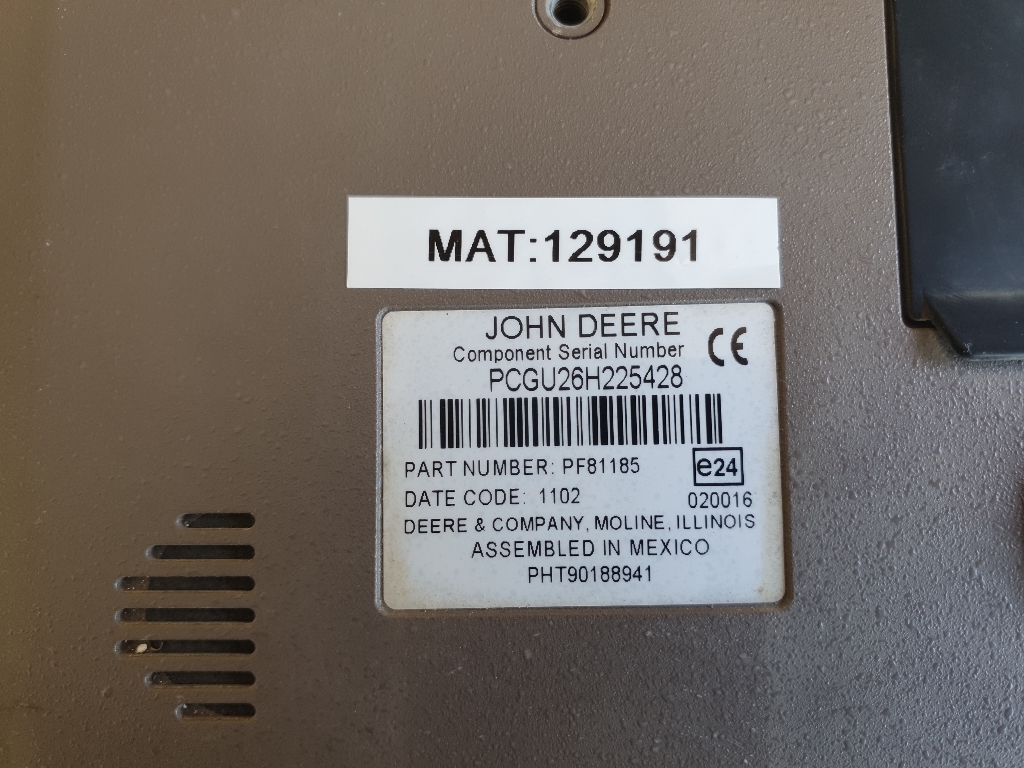 MAT:129191
JOHN DEERE
Component Serial Number
CE
PCGU26H225428
PART NUMBER: PF81185
e24
DATE CODE: 1102
020016
DEERE & COMPANY, MOLINE, ILLINOIS
ASSEMBLED IN MEXICO
PHT90188941